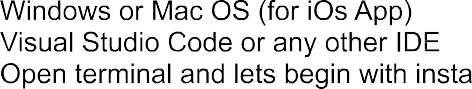 Windows or Mac OS (for iOs App)
Visual Studio Code or any other IDE
Open terminal and lets begin with insta